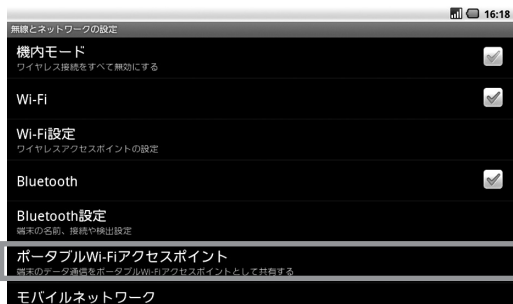 16:18
無線とネットワークの設定
機内モード
ワイヤレス接続をすべて無効にする
Wi-Fi
Wi-Fi設定
ワイヤレスアクセスポイントの設定
Bluetooth
Bluetooth設定
端末の名前、接続や検出設定
ポータブルWi-Fiアクセスポイント
端末のデータ通信をポータブルWi-Fiアクセスポイントとして共有する
モバイルネットワーク